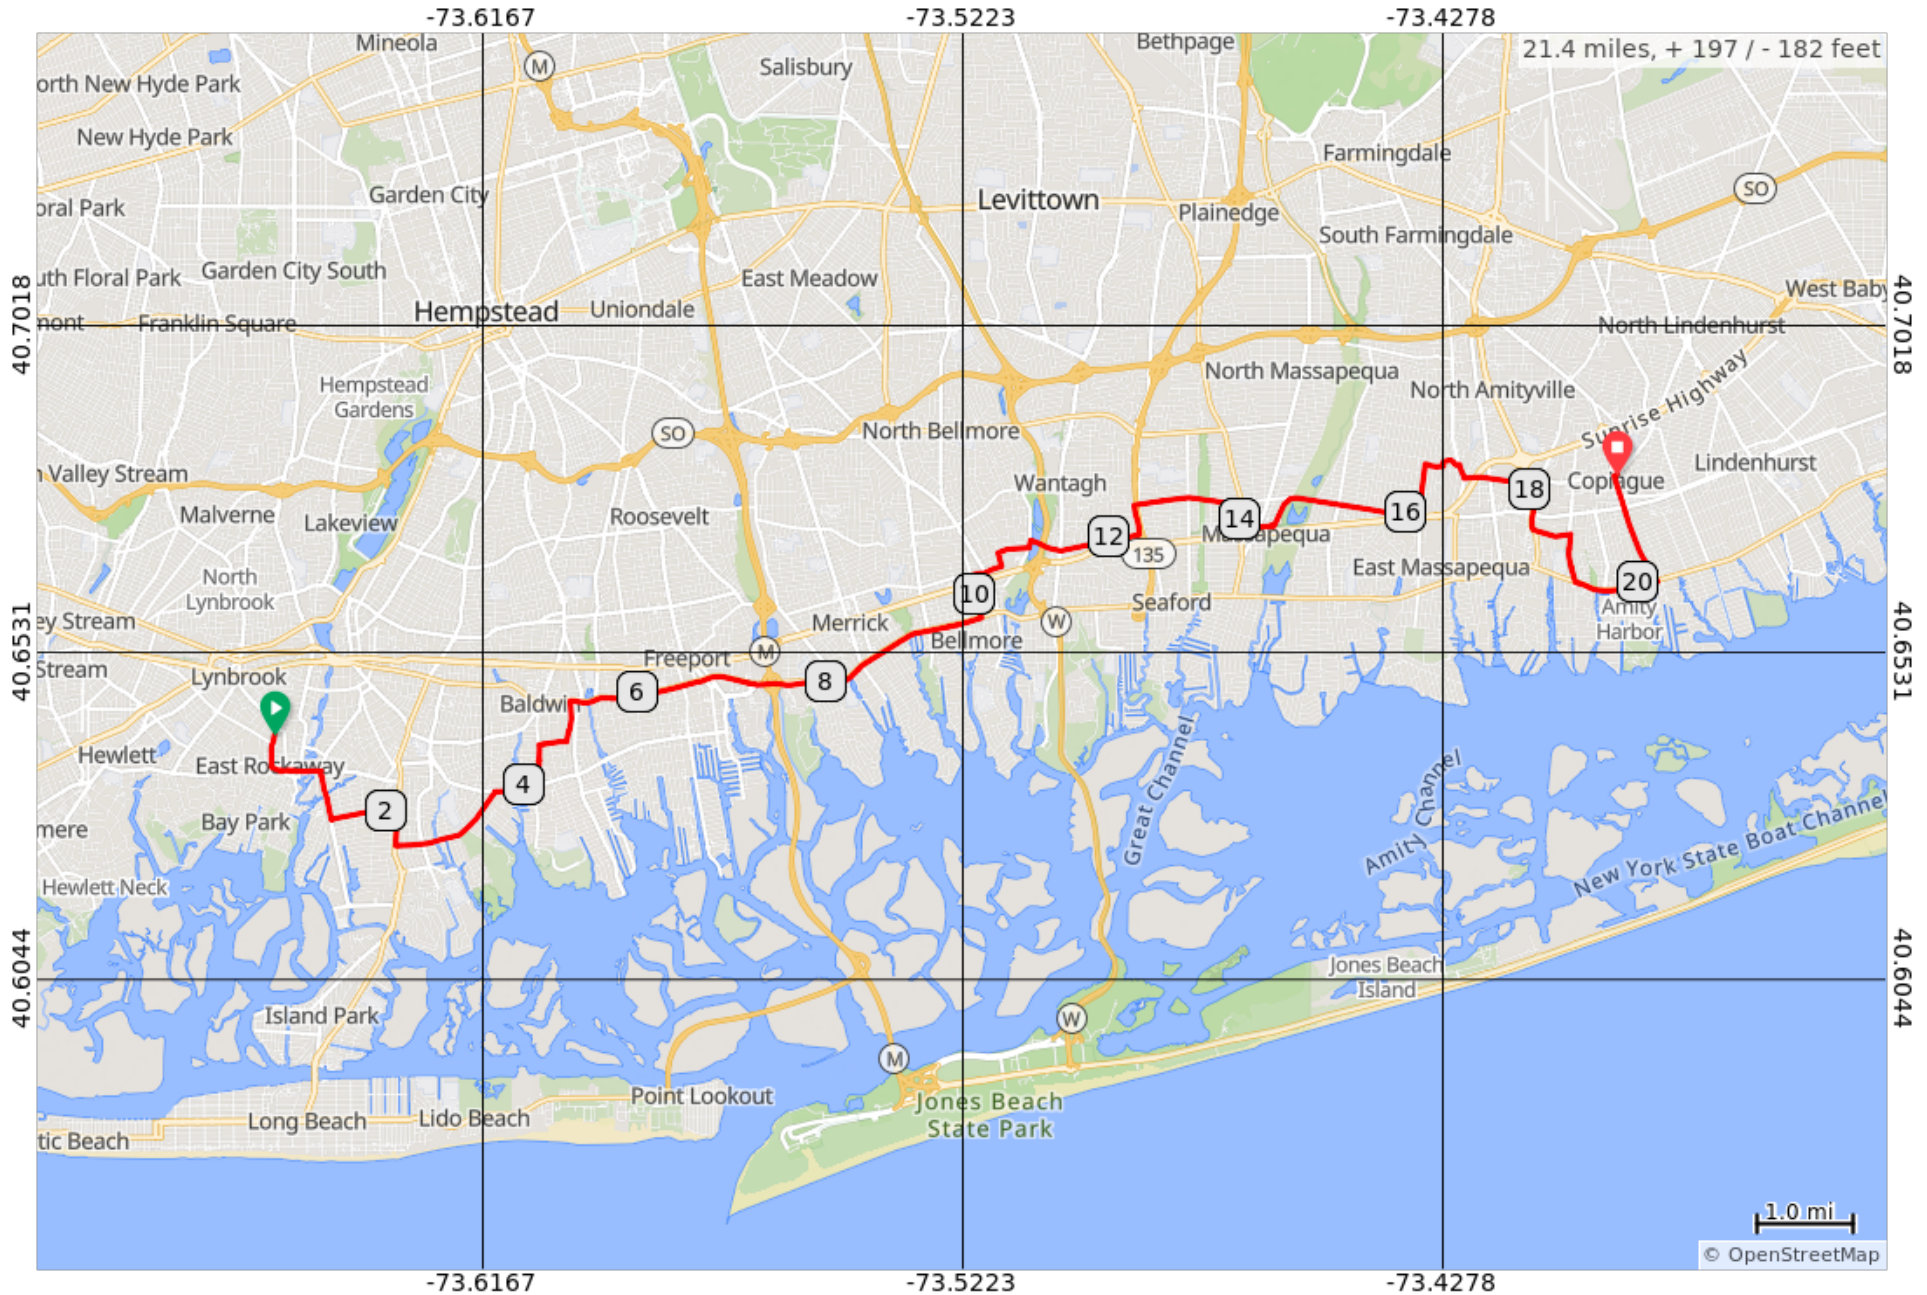 -73.6167
-73.5223
-73.4278
21.4 miles, + 197 / - 182 feet
Mineola
Bethpage
Salisbury
M
orth New Hyde Park
New Hyde Park
Farmingdale
Garden City
Levittown
SO
oral Park
Plainedge
South Farmingdale
uth Floral Park
Garden City South
East Meadow
West Baby
40.7018
Hempstead
Uniondale
mont
Franklin Square
North Lindenhurst
40.7018
Hempstead
Gardens
North Massapequa
North Amityville
Sunrise Highway
SO
North Bellmore
n Valley Stream
Wantagh
Copiague
Lindenhurst
Malverne
Lakeview
Roosevelt
18
16
14
12
Massapequa
135
East Massapequa
North
Lynbrook
10
20
Seaford
Amity
Harbor
ey Stream
Merrick
W
Bellmore
Stream
Freeport
M
40.6531
Lynbrook
8
6
40.6531
Baldwin
Hewlett
East Rockaway
4
2
Great Channel
Amity Channel
New York State Boat Channel
mere
Bay Park
Hewlett Neck
40.6044
Jones Beach
Island
40.6044
Island Park
W
M
Point Lookout
Long Beach
Lido Beach
Jones Beach
State Park
tic Beach
1.0 mi
© OpenStreetMap
-73.6167
-73.5223
-73.4278